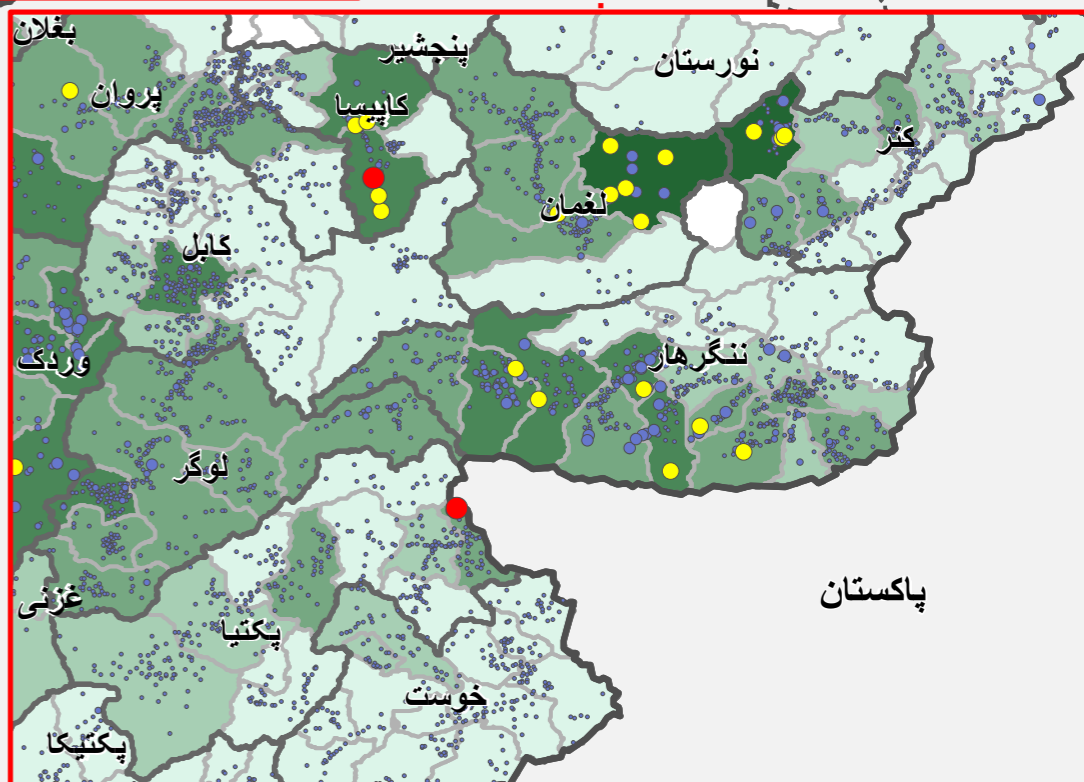 بغلان
پنجشیر
نورستان
پروان
کاپیسا
کنر
لغمان
کابل
وردک
ننگرهار
لوگر
غزنی
پاکستان
پکتیا
خوست
پکتیکا